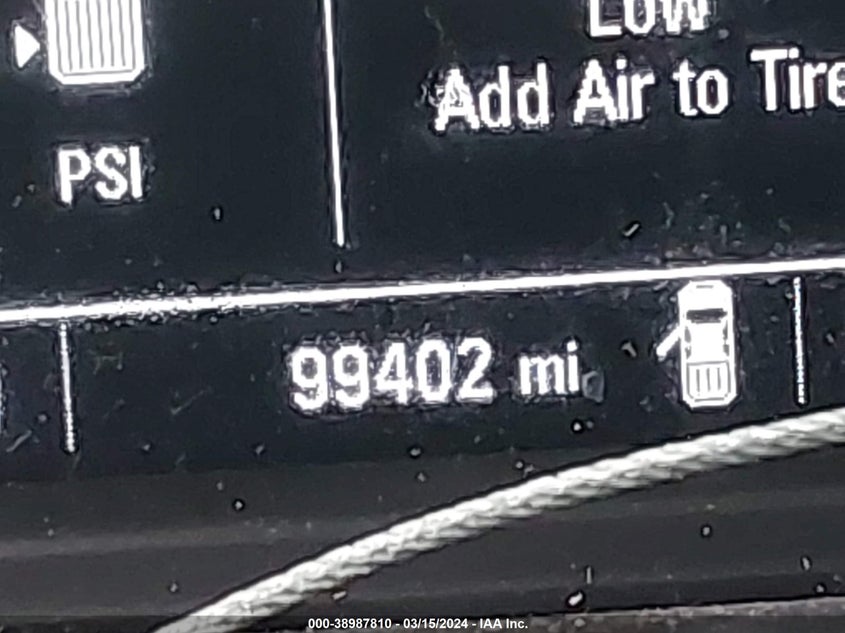 Low
Add Air to Tire
PSI
99402 mi
000-38987810 - 03/15/2024 - IAA Inc.